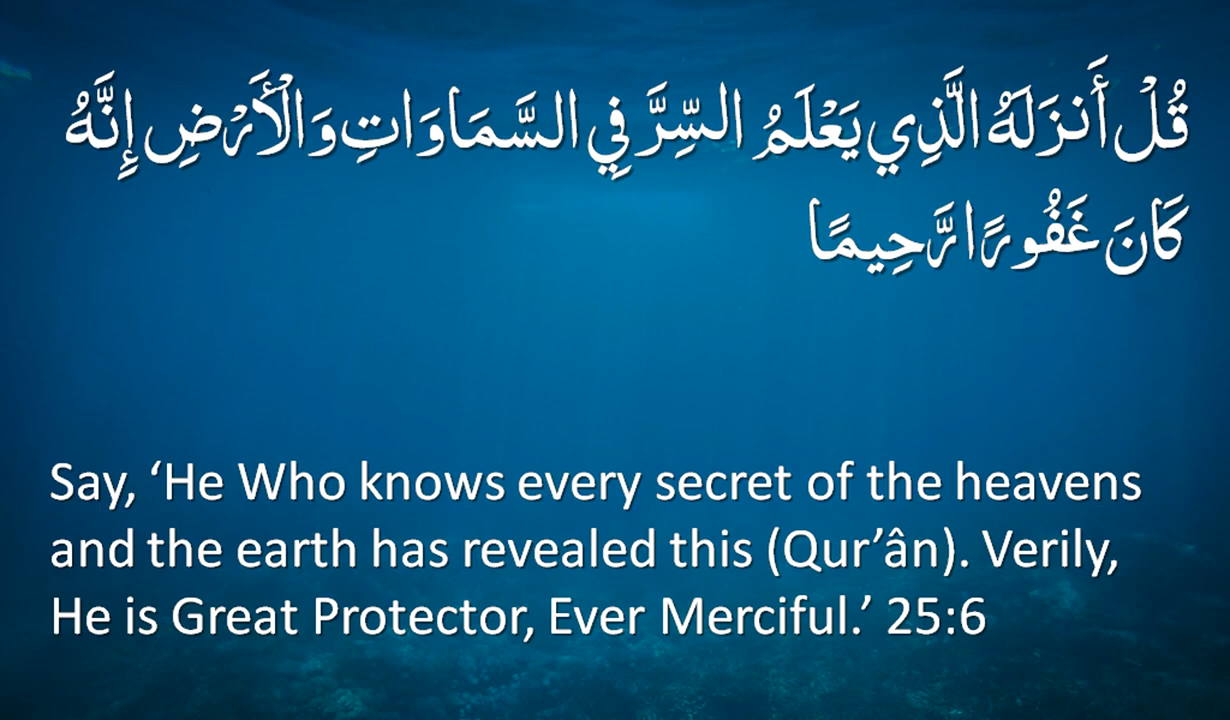 قُلْ أَنزَلَهُ الَّذِي يَعْلَمُ السِّرَّ فِي السَّمَاوَاتِ وَالْأَرْضِ إِنَّهُ
كَانَ غَفُورًا رَّحِيمًا
Say, ‘He Who knows every secret of the heavens
and the earth has revealed this (Qur’ân). Verily,
He is Great Protector, Ever Merciful.’ 25:6